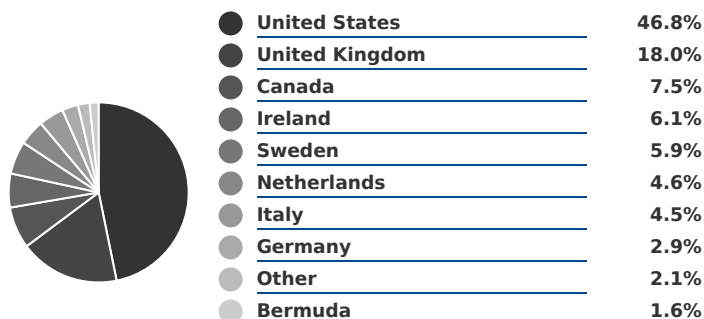 United States 46.8%
United Kingdom 18.0%
Canada 7.5%
Ireland 6.1%
Sweden 5.9%
Netherlands 4.6%
Italy 4.5%
Germany 2.9%
Other 2.1%
Bermuda 1.6%